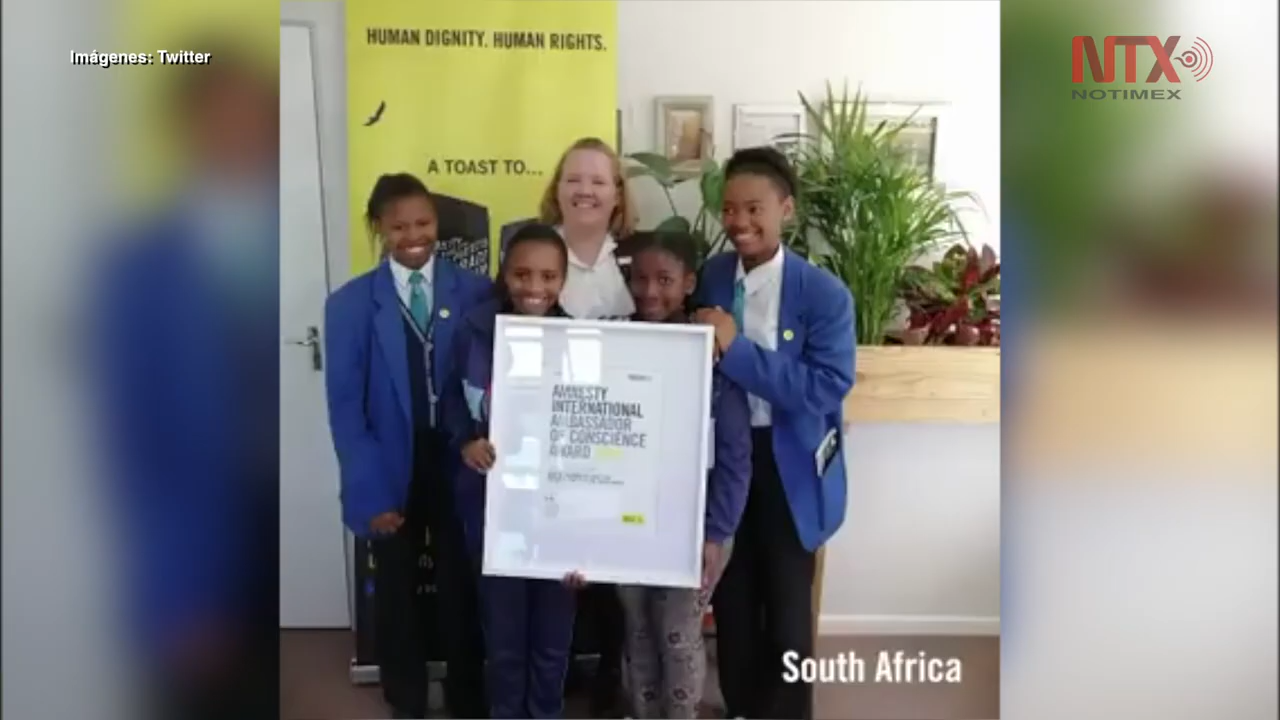 Imágenes: Twitter
NTX
NOTIMEX
HUMAN DIGNITY. HUMAN RIGHTS.
A TOAST TO...
AMNESTY
INTERNATIONAL
AMBASSADOR
OF CONSCIENCE
AWARD
South Africa